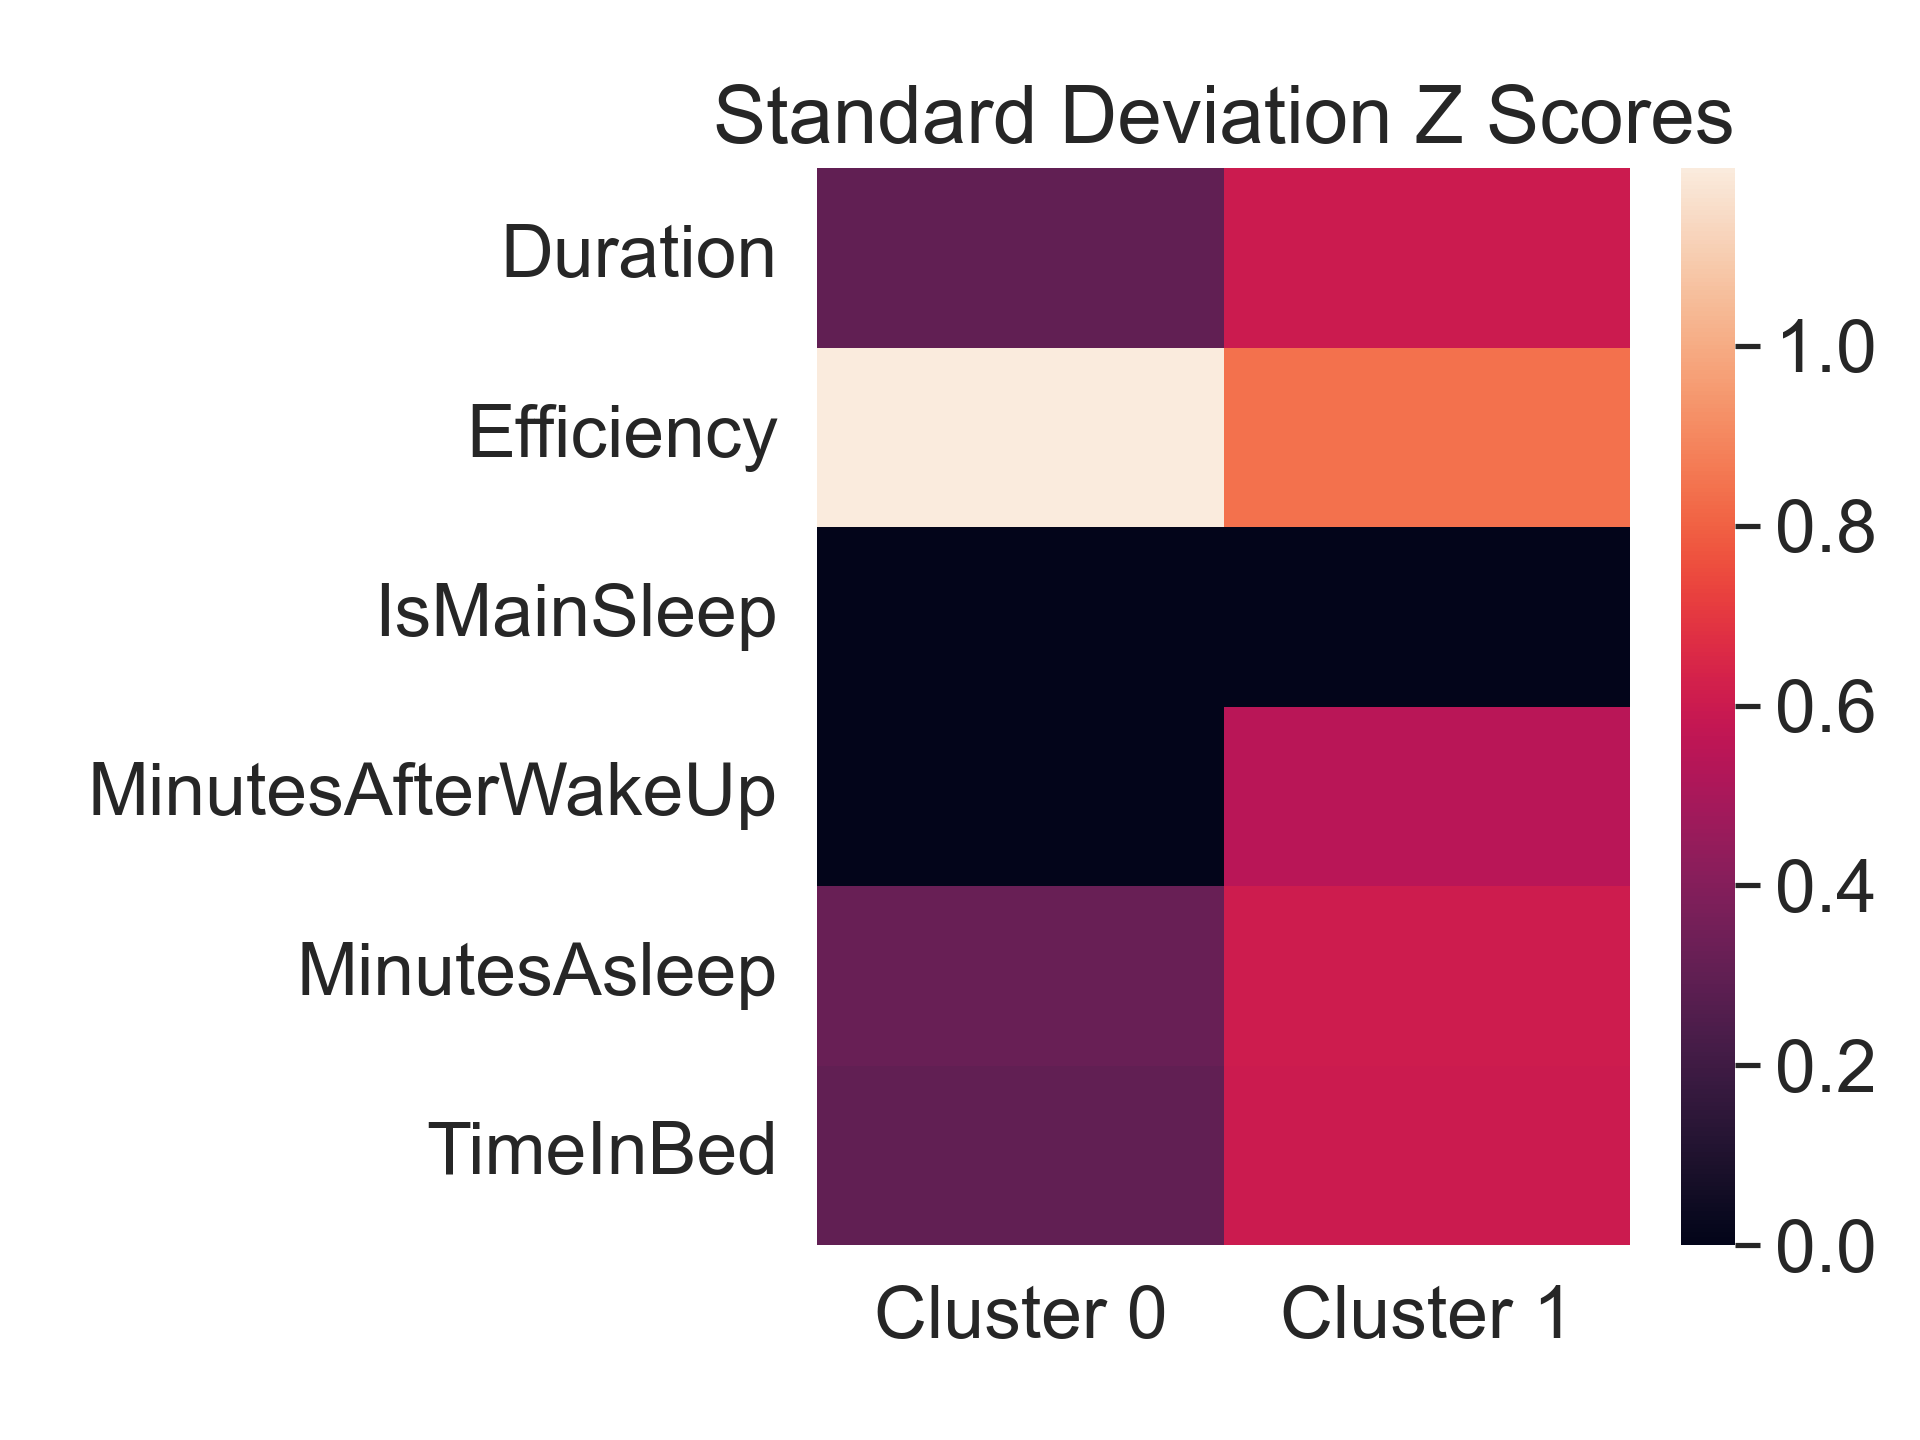 Standard Deviation Z Scores
Duration
Efficiency
IsMainSleep
MinutesAfterWakeUp
MinutesAsleep
TimeInBed
Cluster 0
Cluster 1
1.0
0.8
0.6
0.4
0.2
0.0